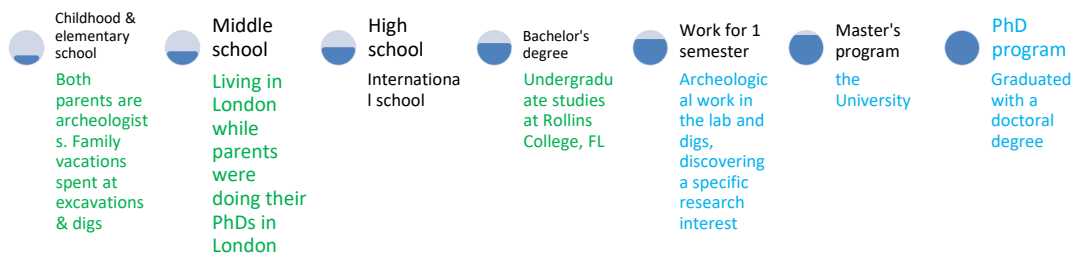 Childhood &
elementary
school
Both
parents are
archeologist
s. Family
vacations
spent at
excavations
& digs
Middle
school
Living in
London
while
parents
were
doing their
PhDs in
London
High
school
Internationa
l school
Bachelor's
degree
Undergradu
ate studies
at Rollins
College, FL
Work for 1
semester
Archeologic
al work in
the lab and
digs,
discovering
a specific
research
interest
Master's
program
the
University
PhD
program
Graduated
with a
doctoral
degree